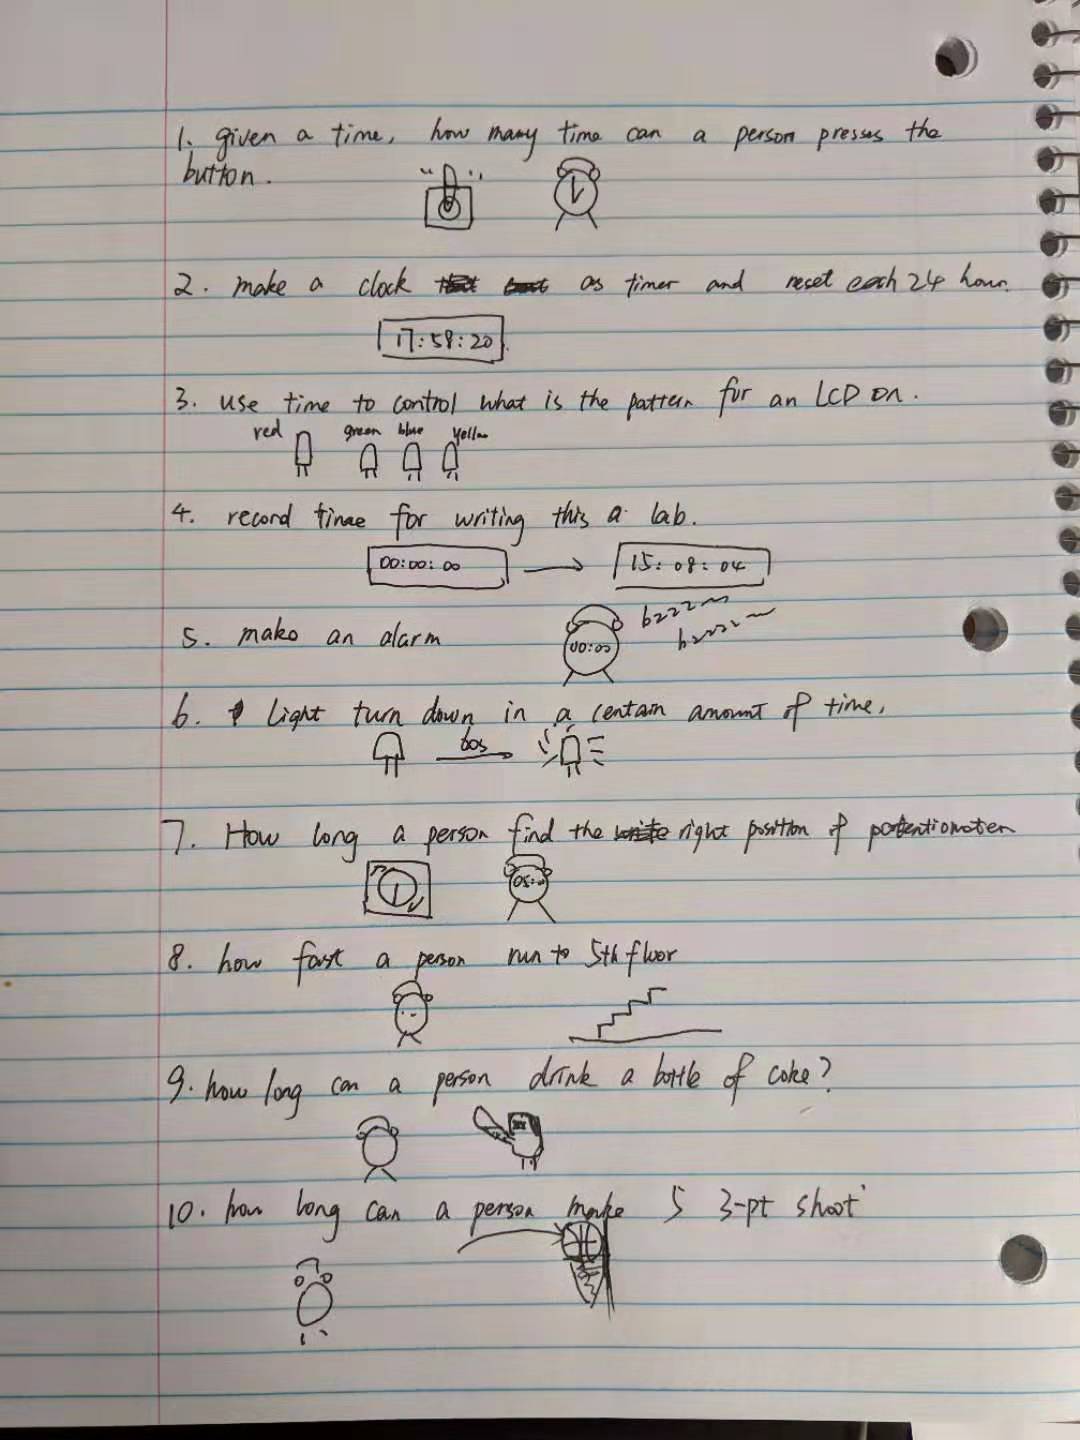 1. given a time, how many time can a person presses the
button.
2. make a clock as timer and reset each 24 hour.
17:58:20
3. use time to control what is the pattern for an LCD on.
red green blue yellow
4. record time for writing this a lab.
00:00:00 15:08:04
bzzz
5. make an alarm 00:00 bzzzz
6. Light turn down in a certain amount of time.
60s
7. How long a person find the right position of potentiometer
05:00
8. how fast a person run to 5th floor
9. how long can a person drink a bottle of coke?
10. how long can a person make 5 3-pt shoot